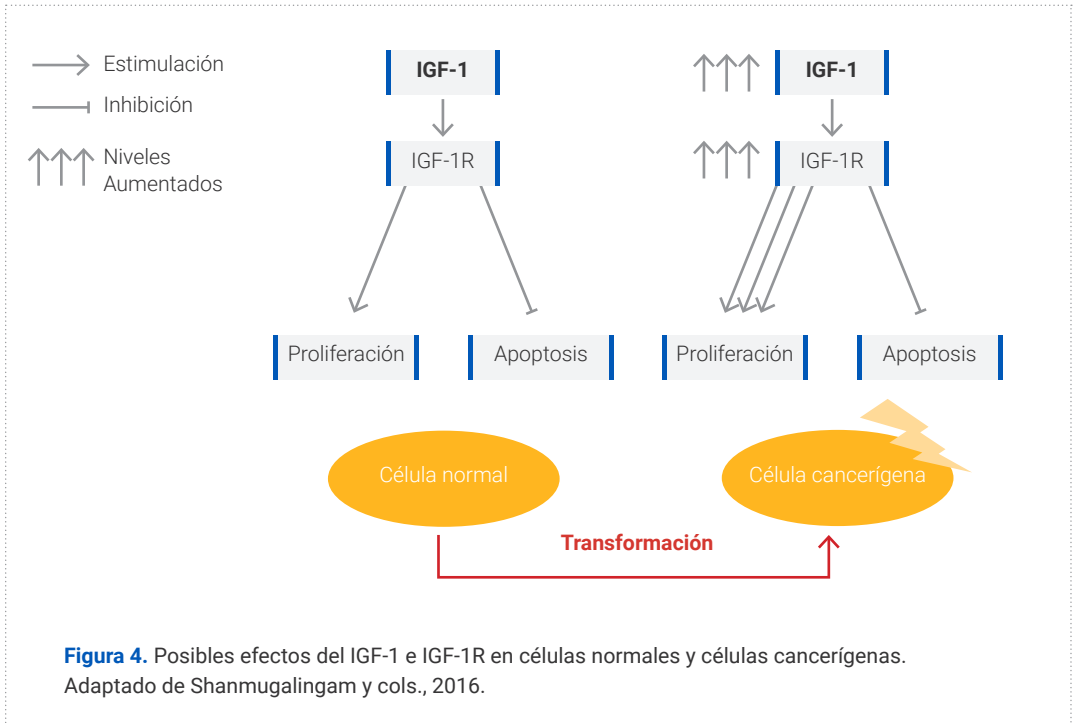 Estimulación
Inhibición
Niveles
Aumentados
IGF-1
IGF-1R
Proliferación
Apoptosis
Célula normal
IGF-1
IGF-1R
Proliferación
Apoptosis
Célula cancerígena
Transformación
Figura 4. Posibles efectos del IGF-1 e IGF-1R en células normales y células cancerígenas.
Adaptado de Shanmugalingam y cols., 2016.